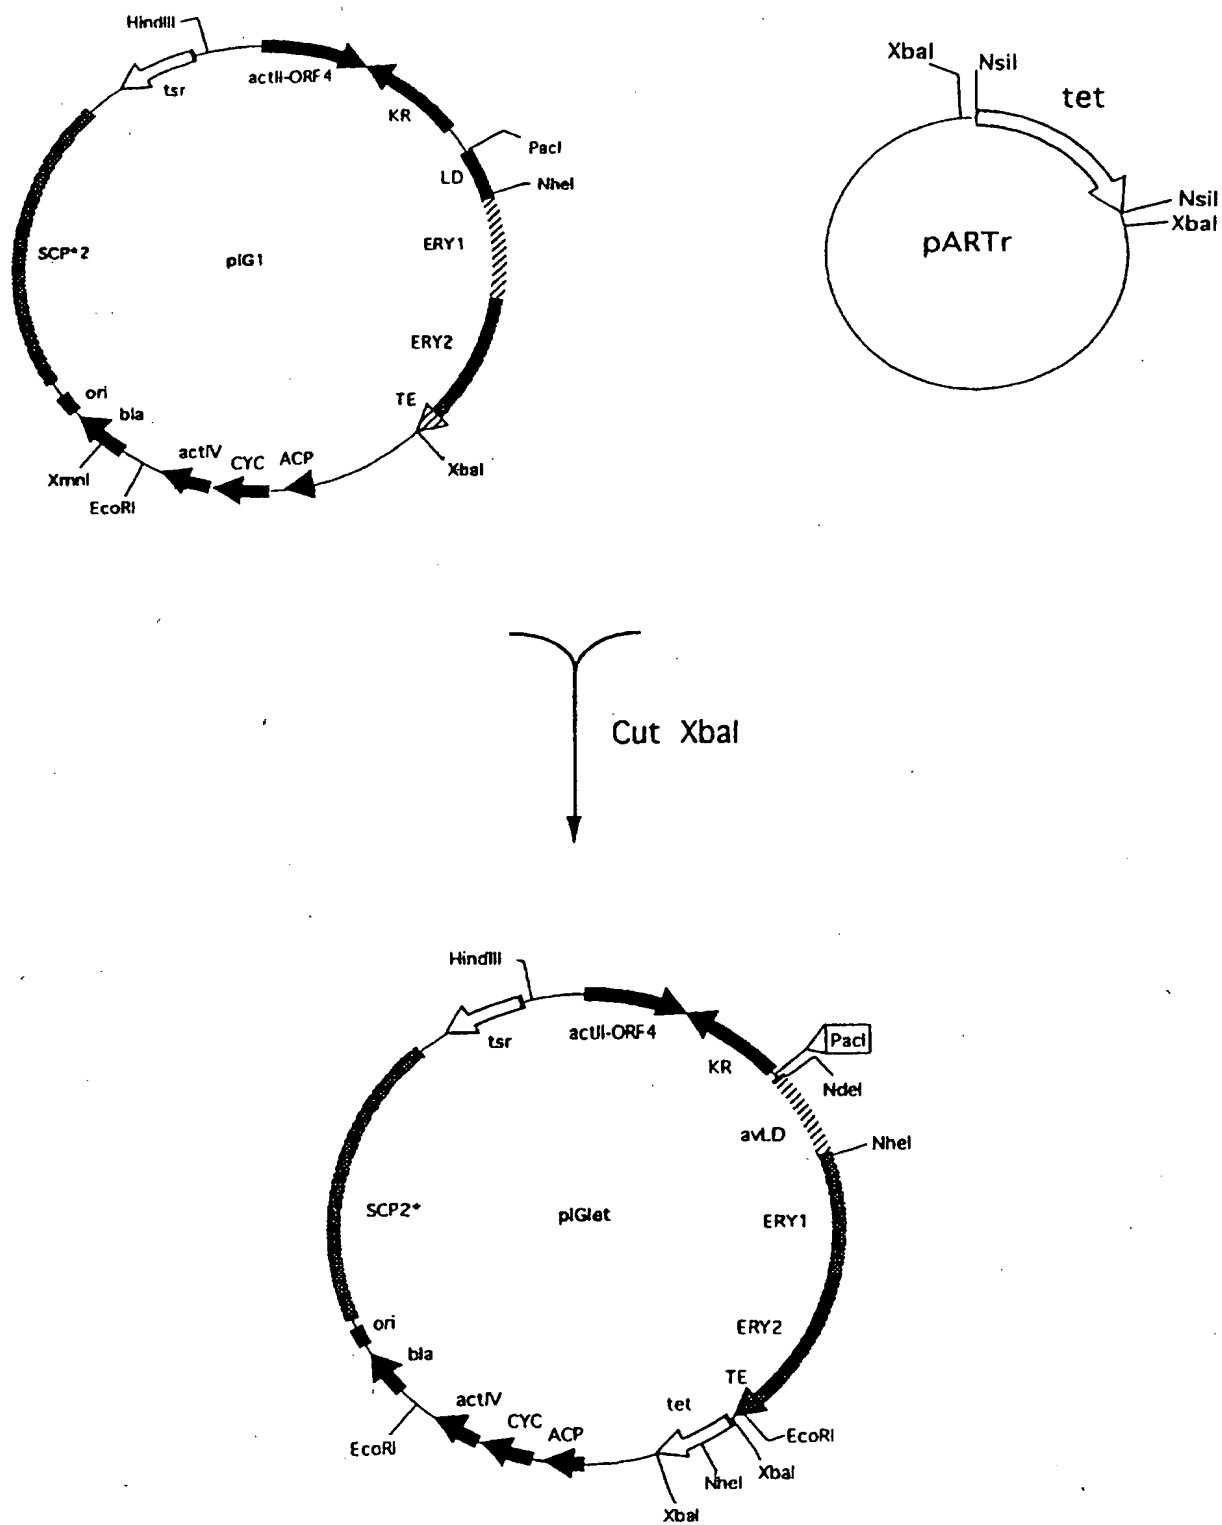 HindIII
tsr
actII-ORF4
KR
PacI
LD
NheI
SCP*2
pIG1
ERY1
ERY2
TE
ori
bla
XmnI
EcoRI
actIV
CYC
ACP
XbaI
XbaI
NsiI
tet
pARTr
NsiI
XbaI
Cut XbaI
HindIII
tsr
actII-ORF4
KR
PacI
NdeI
avLD
NheI
SCP2*
pIGlet
ERY1
ERY2
TE
ori
bla
EcoRI
actIV
CYC
ACP
tet
EcoRI
XbaI
NheI
XbaI